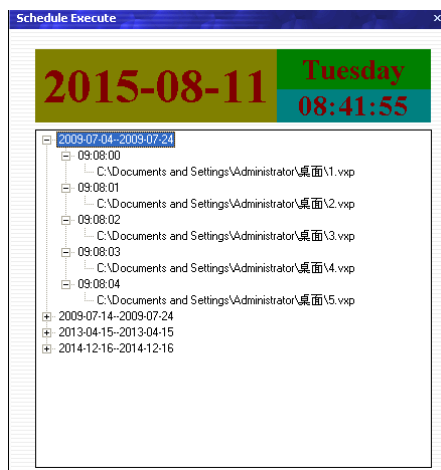 Schedule Execute
2015-08-11
Tuesday
08:41:55
2009-07-04--2009-07-24
09:08:00
C:\Documents and Settings\Administrator\桌面\1.vxp
09:08:01
C:\Documents and Settings\Administrator\桌面\2.vxp
09:08:02
C:\Documents and Settings\Administrator\桌面\3.vxp
09:08:03
C:\Documents and Settings\Administrator\桌面\4.vxp
09:08:04
C:\Documents and Settings\Administrator\桌面\5.vxp
2009-07-14--2009-07-24
2013-04-15--2013-04-15
2014-12-16--2014-12-16